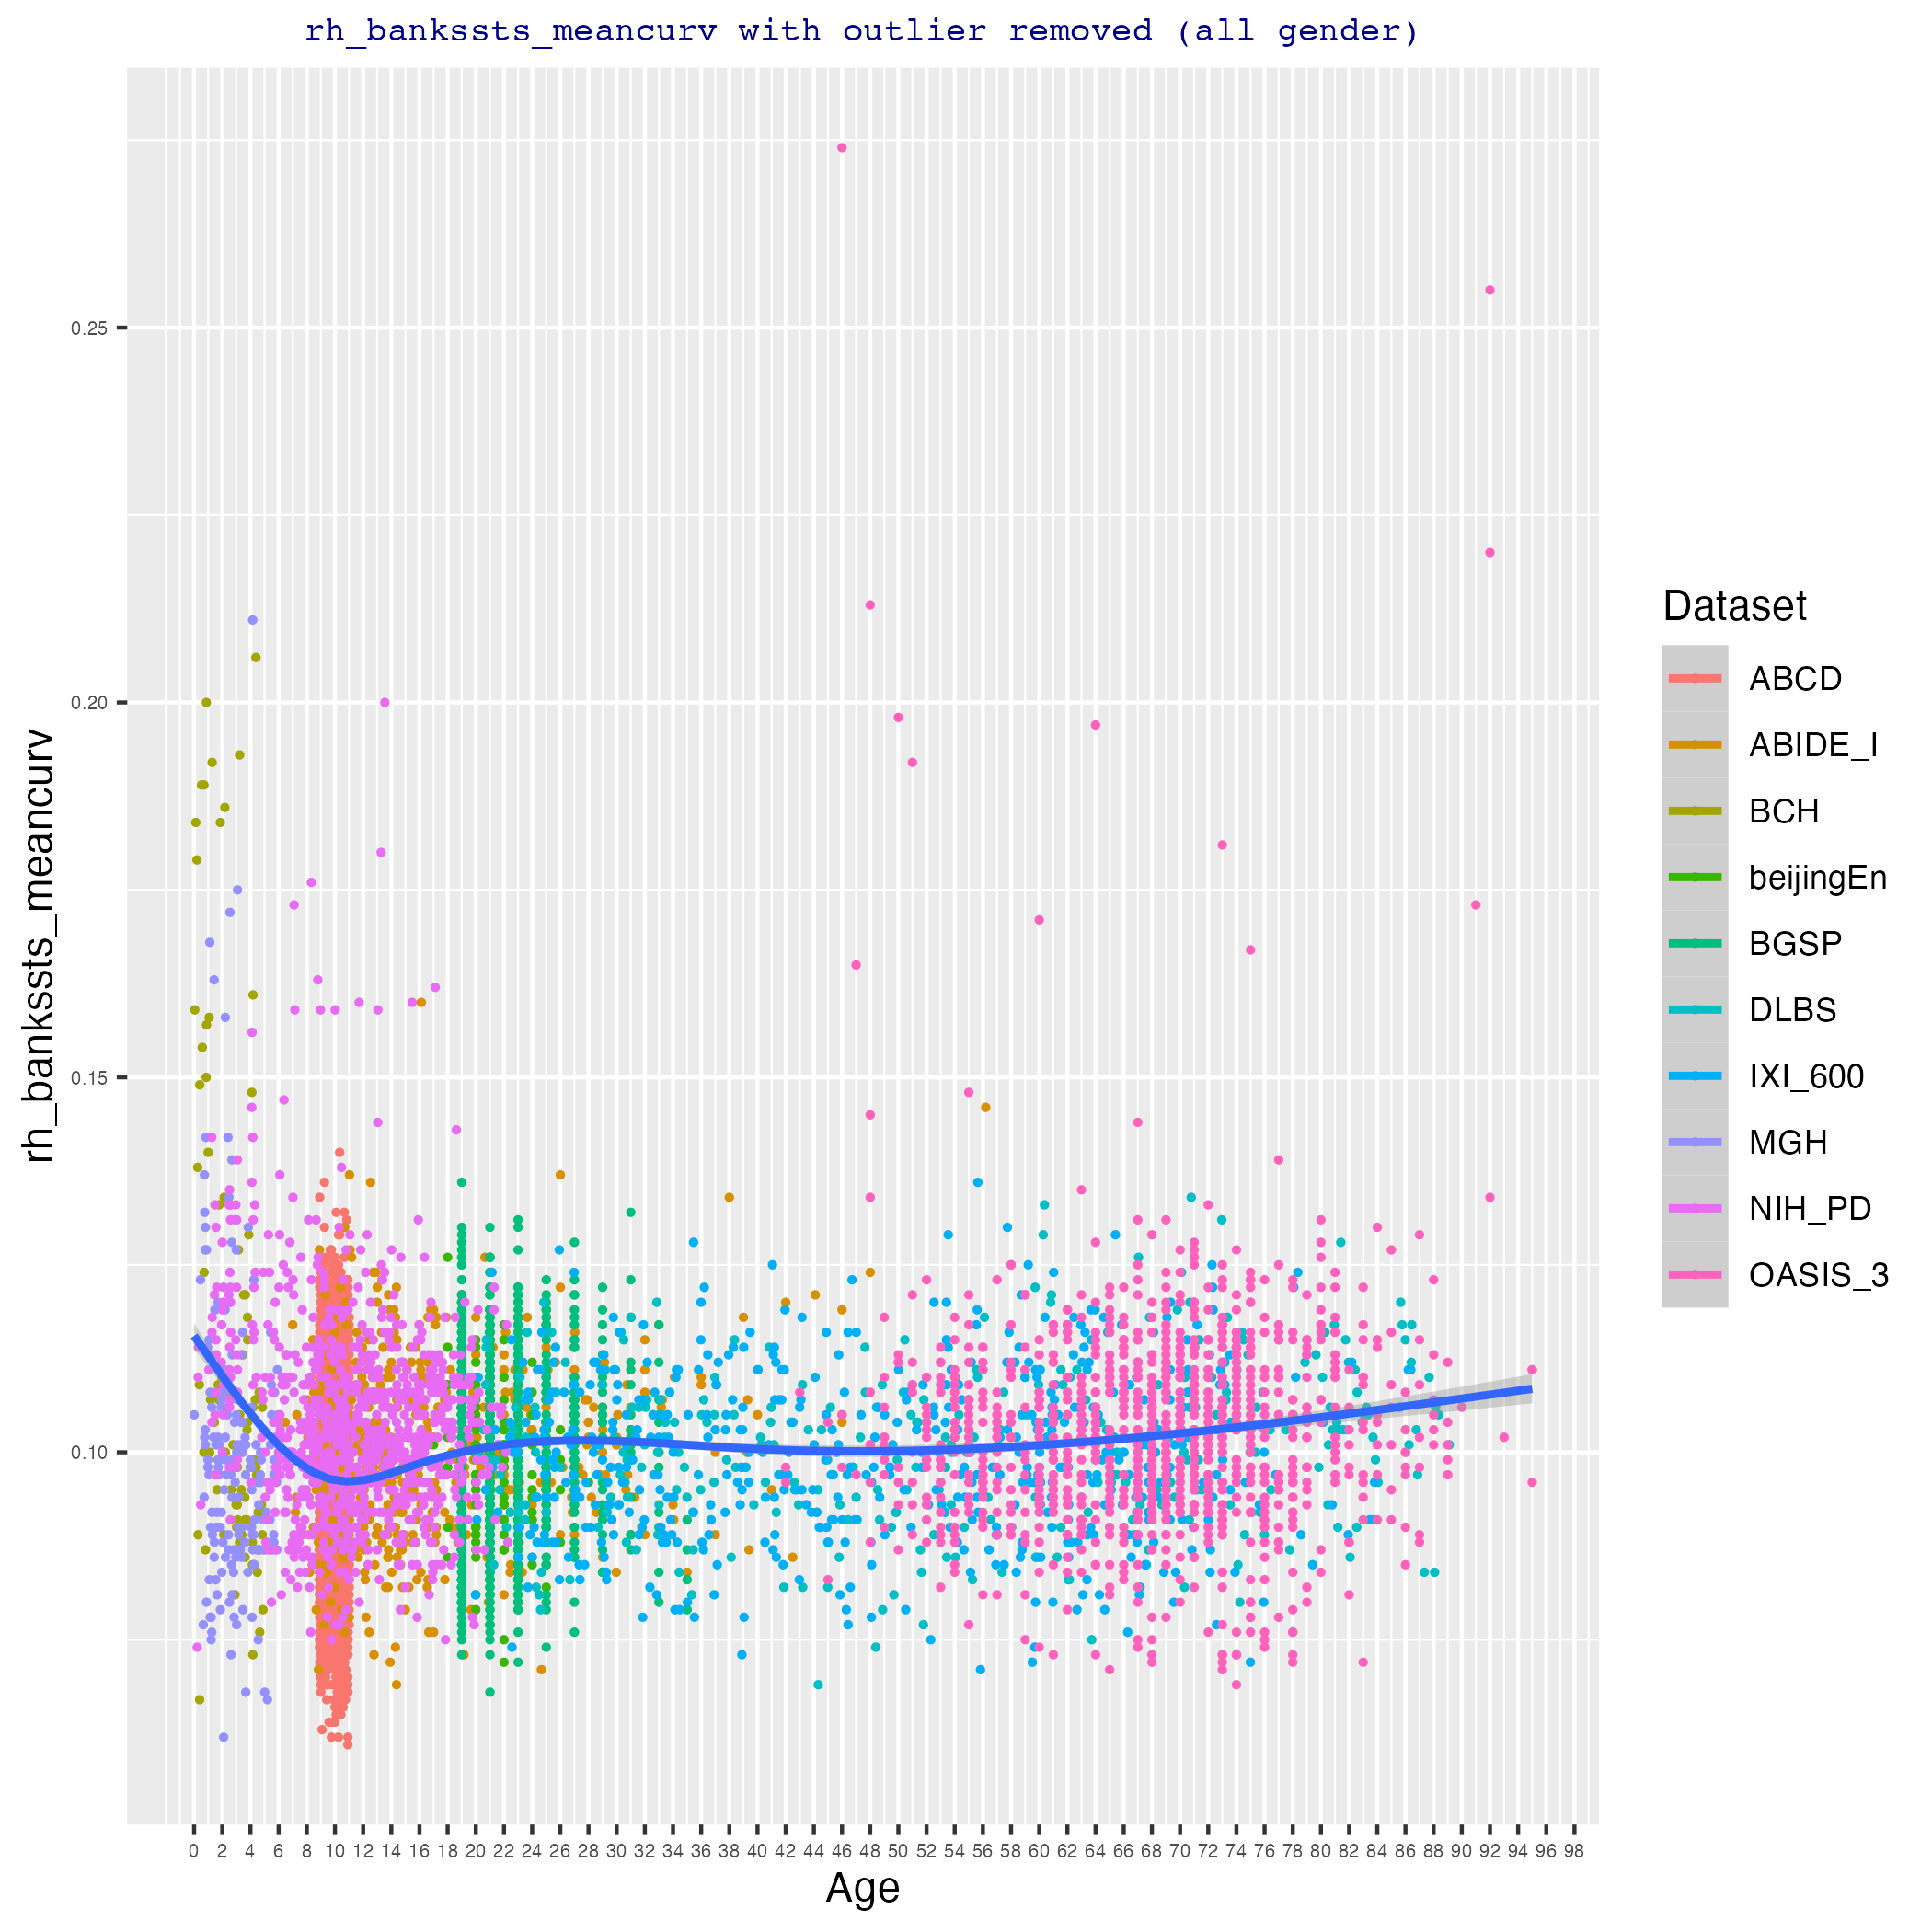 rh_bankssts_meancurv with outlier removed (all gender)
rh_bankssts_meancurv
0.25
0.20
0.15
0.10
0 2 4 6 8 10 12 14 16 18 20 22 24 26 28 30 32 34 36 38 40 42 44 46 48 50 52 54 56 58 60 62 64 66 68 70 72 74 76 78 80 82 84 86 88 90 92 94 96 98
Age
Dataset
ABCD
ABIDE_I
BCH
beijingEn
BGSP
DLBS
IXI_600
MGH
NIH_PD
OASIS_3